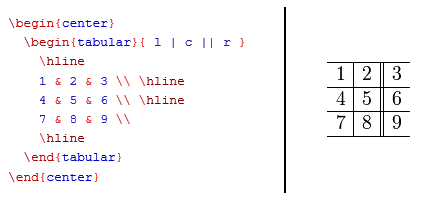 \begin{center}
  \begin{tabular}{ l | c || r }
    \hline
    1 & 2 & 3 \\ \hline
    4 & 5 & 6 \\ \hline
    7 & 8 & 9 \\
    \hline
  \end{tabular}
\end{center}
1 2 3
4 5 6
7 8 9